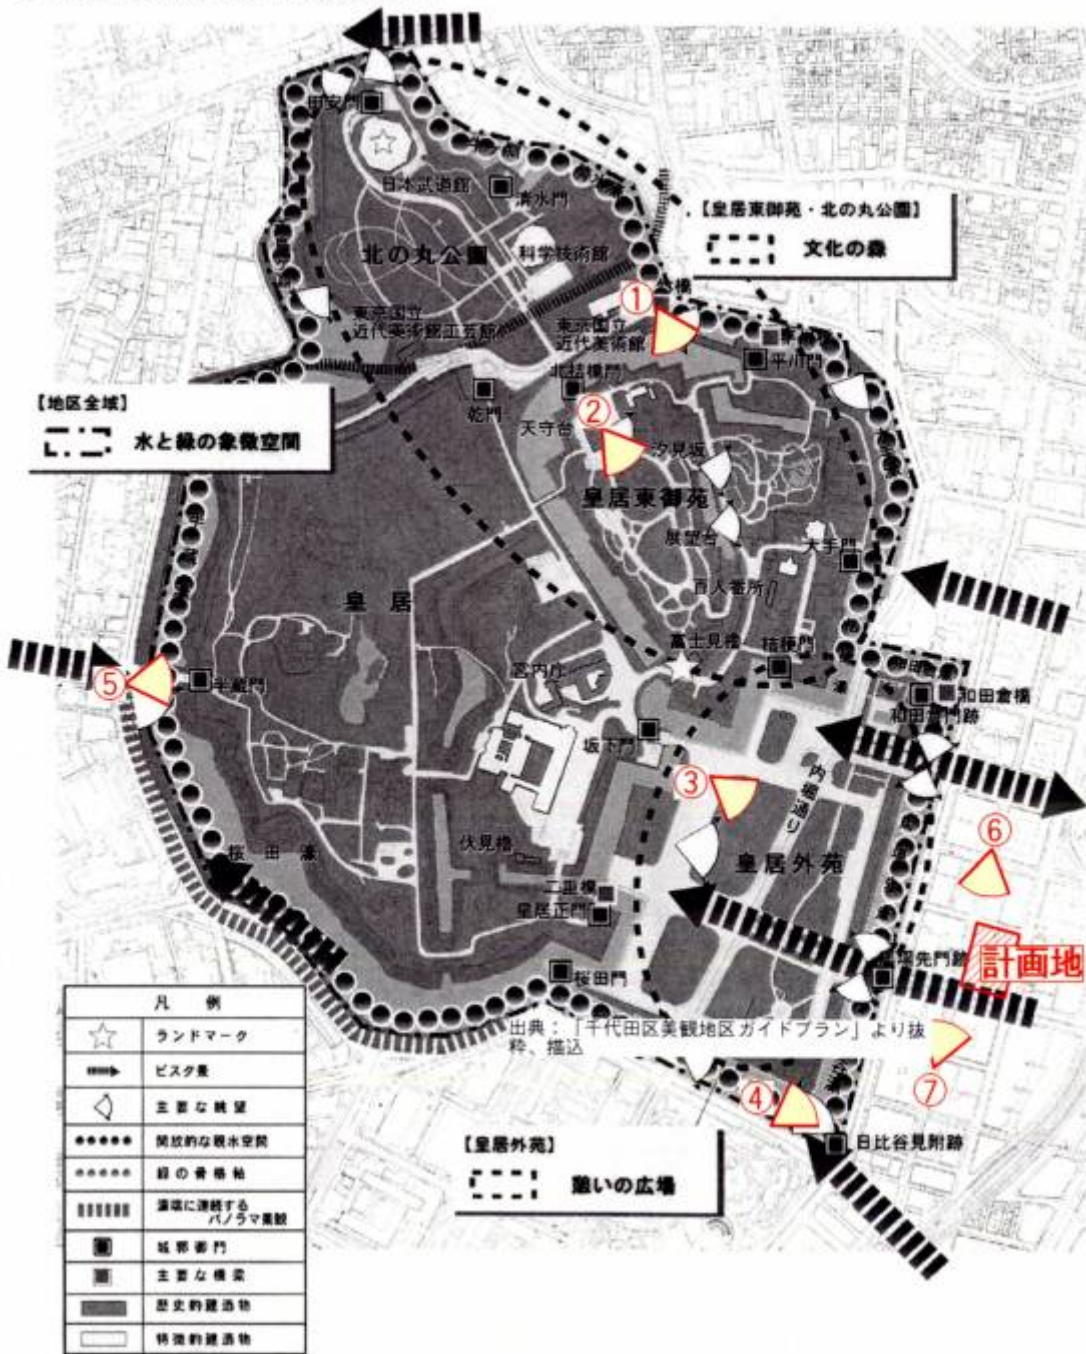 田安門
日本武道館
清水門
【皇居東御苑・北の丸公園】
文化の森
北の丸公園
科学技術館
①
東京国立
近代美術館工芸館
東京国立
近代美術館
平川門
北桔橋門
乾門
【地区全域】
水と緑の象徴空間
②
天守台
汐見坂
皇居東御苑
展望台
大手門
百人番所
皇居
富士見櫓
桔梗門
宮内庁
⑤
半蔵門
和田倉橋
和田倉門跡
坂下門
③
内堀通り
⑥
桜田濠
伏見櫓
皇居外苑
二重橋
皇居正門
計画地
桜田門
出典：「千代田区美観地区ガイドプラン」より抜
粋、描込
④
⑦
日比谷見附跡
【皇居外苑】
憩いの広場
凡例
ランドマーク
ビスタ景
主要な眺望
開放的な親水空間
緑の骨格軸
濠端に連続する
パノラマ景観
城郭御門
主要な橋梁
歴史的建造物
特徴的建造物